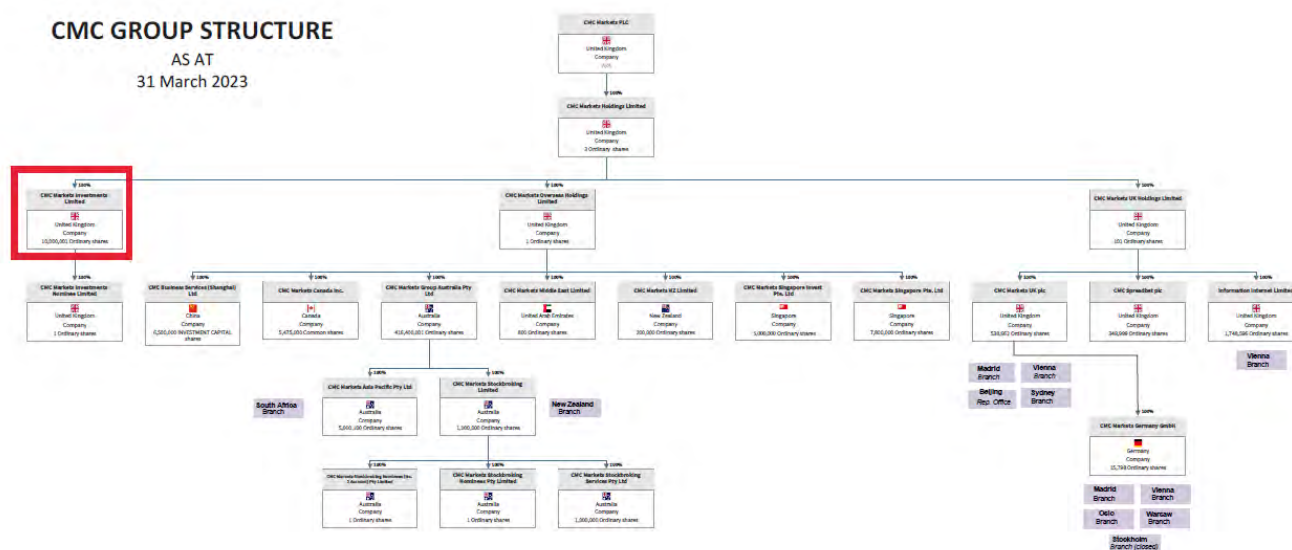 CMC GROUP STRUCTURE
AS AT
31 March 2023
CMC Markets PLC
United Kingdom
Company
100%
CMC Markets Holdings Limited
United Kingdom
Company
Ordinary shares
100%
CMC Markets Investments
Limited
United Kingdom
Company
10,000,001 Ordinary shares
100%
CMC Markets Overseas Holdings
Limited
United Kingdom
Company
1 Ordinary shares
100%
CMC Markets UK Holdings Limited
United Kingdom
Company
101 Ordinary shares
100%
CMC Markets Investments
Nominee Limited
United Kingdom
Company
1 Ordinary shares
100%
CMC Business Services (Shanghai)
Ltd
China
Company
INVESTMENT CAPITAL
shares
100%
CMC Markets Canada Inc.
Canada
Company
Common shares
100%
CMC Markets Group Australia Pty
Ltd
Australia
Company
Ordinary shares
100%
CMC Markets Middle East Limited
United Arab Emirates
Company
Ordinary shares
100%
CMC Markets NZ Limited
New Zealand
Company
Ordinary shares
100%
CMC Markets Singapore Invest
Pte. Ltd
Singapore
Company
Ordinary shares
100%
CMC Markets Singapore Pte. Ltd
Singapore
Company
Ordinary shares
100%
CMC Markets UK plc
United Kingdom
Company
Ordinary shares
100%
CMC Spreadbet plc
United Kingdom
Company
Ordinary shares
100%
Information Internet Limited
United Kingdom
Company
Ordinary shares
Vienna
Branch
Madrid
Branch
Vienna
Branch
Beijing
Rep. Office
Sydney
Branch
100%
CMC Markets Asia Pacific Pty Ltd
Australia
Company
Ordinary shares
South Africa
Branch
100%
CMC Markets Stockbroking
Limited
Australia
Company
Ordinary shares
New Zealand
Branch
100%
CMC Markets Germany GmbH
Germany
Company
Ordinary shares
100%
CMC Markets Stockbroking Nominees
Pty Limited
Australia
Company
1 Ordinary shares
100%
CMC Markets Stockbroking
Nominees Pty Limited
Australia
Company
1 Ordinary shares
100%
CMC Markets Stockbroking
Services Pty Ltd
Australia
Company
1,000,000 Ordinary shares
Madrid
Branch
Vienna
Branch
Oslo
Branch
Warsaw
Branch
Stockholm
Branch (closed)